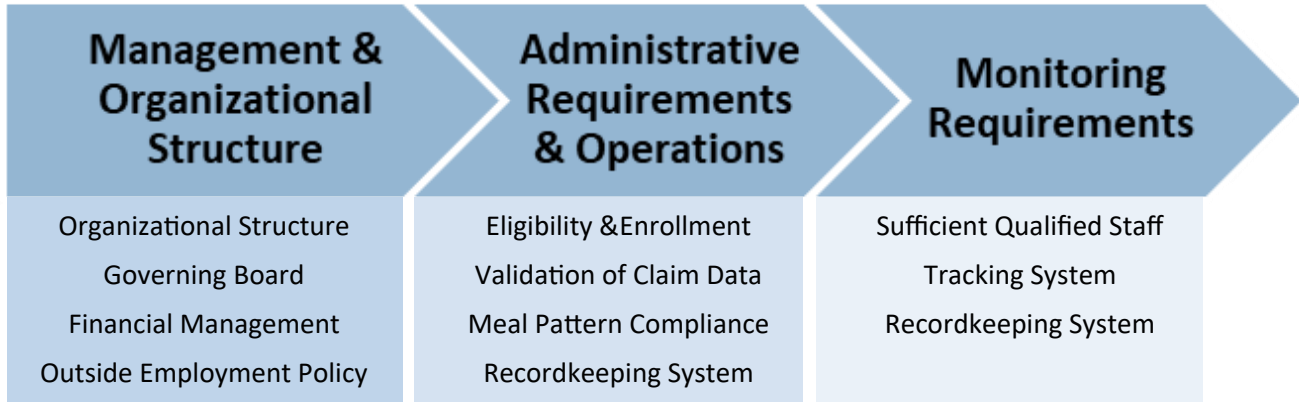 Management &
Organizational
Structure
Organizational Structure
Governing Board
Financial Management
Outside Employment Policy
Administrative
Requirements
& Operations
Eligibility &Enrollment
Validation of Claim Data
Meal Pattern Compliance
Recordkeeping System
Monitoring
Requirements
Sufficient Qualified Staff
Tracking System
Recordkeeping System